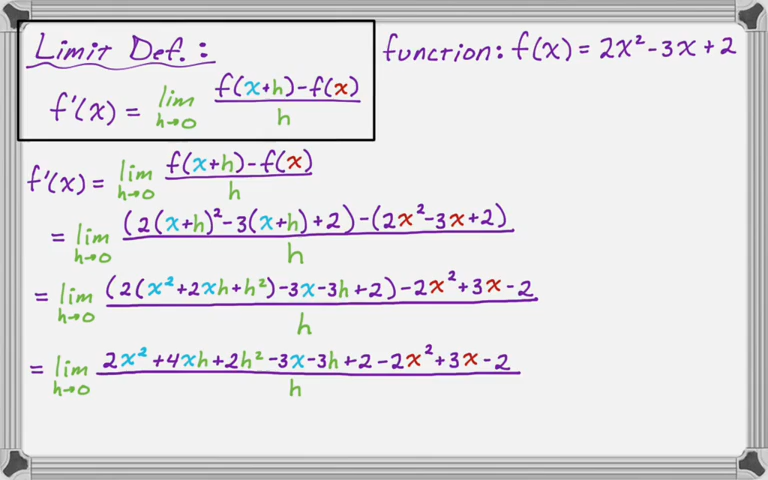 Limit Def.:
f'(x) = lim h→0 f(x+h)-f(x) / h
function: f(x) = 2x² - 3x + 2
f'(x) = lim h→0 f(x+h)-f(x) / h
= lim h→0 (2(x+h)² - 3(x+h) + 2) - (2x² - 3x + 2) / h
= lim h→0 (2(x² + 2xh + h²) - 3x - 3h + 2) - 2x² + 3x - 2 / h
= lim h→0 2x² + 4xh + 2h² - 3x - 3h + 2 - 2x² + 3x - 2 / h